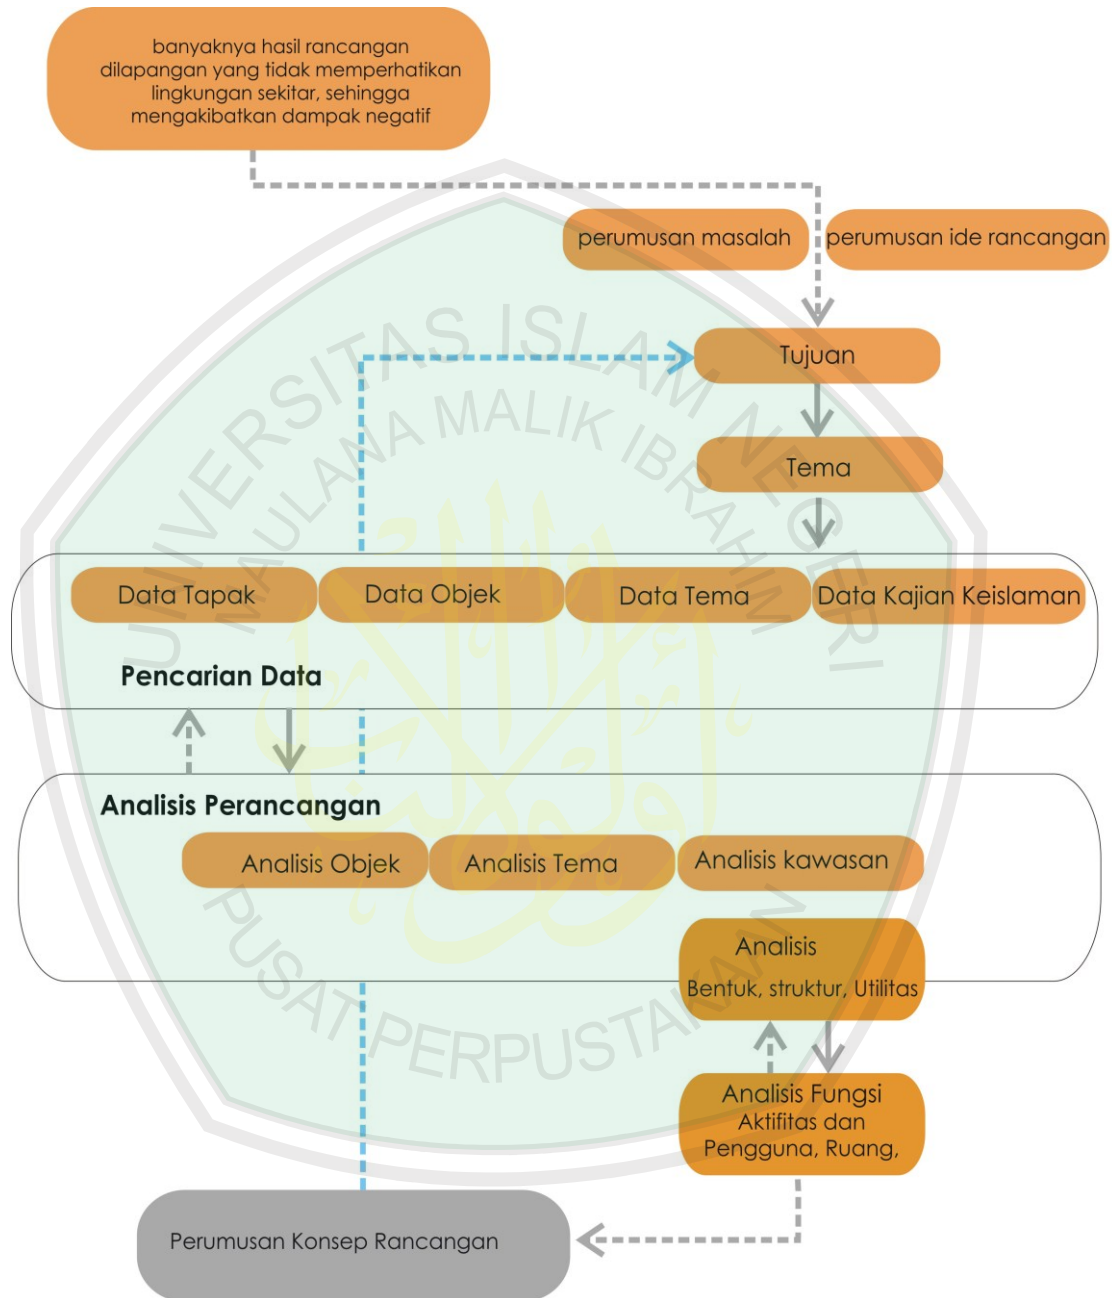 banyaknya hasil rancangan
dilapangan yang tidak memperhatikan
lingkungan sekitar, sehingga
mengakibatkan dampak negatif
perumusan masalah
perumusan ide rancangan
Tujuan
Tema
UNIVERSITAS ISLAM NEGERI
MAULANA MALIK IBRAHIM
Data Tapak
Data Objek
Data Tema
Data Kajian Keislaman
Pencarian Data
Analisis Perancangan
Analisis Objek
Analisis Tema
Analisis kawasan
Analisis
Bentuk, struktur, Utilitas
PUSAT PERPUSTAKAAN
Analisis Fungsi
Aktifitas dan
Pengguna, Ruang,
Perumusan Konsep Rancangan